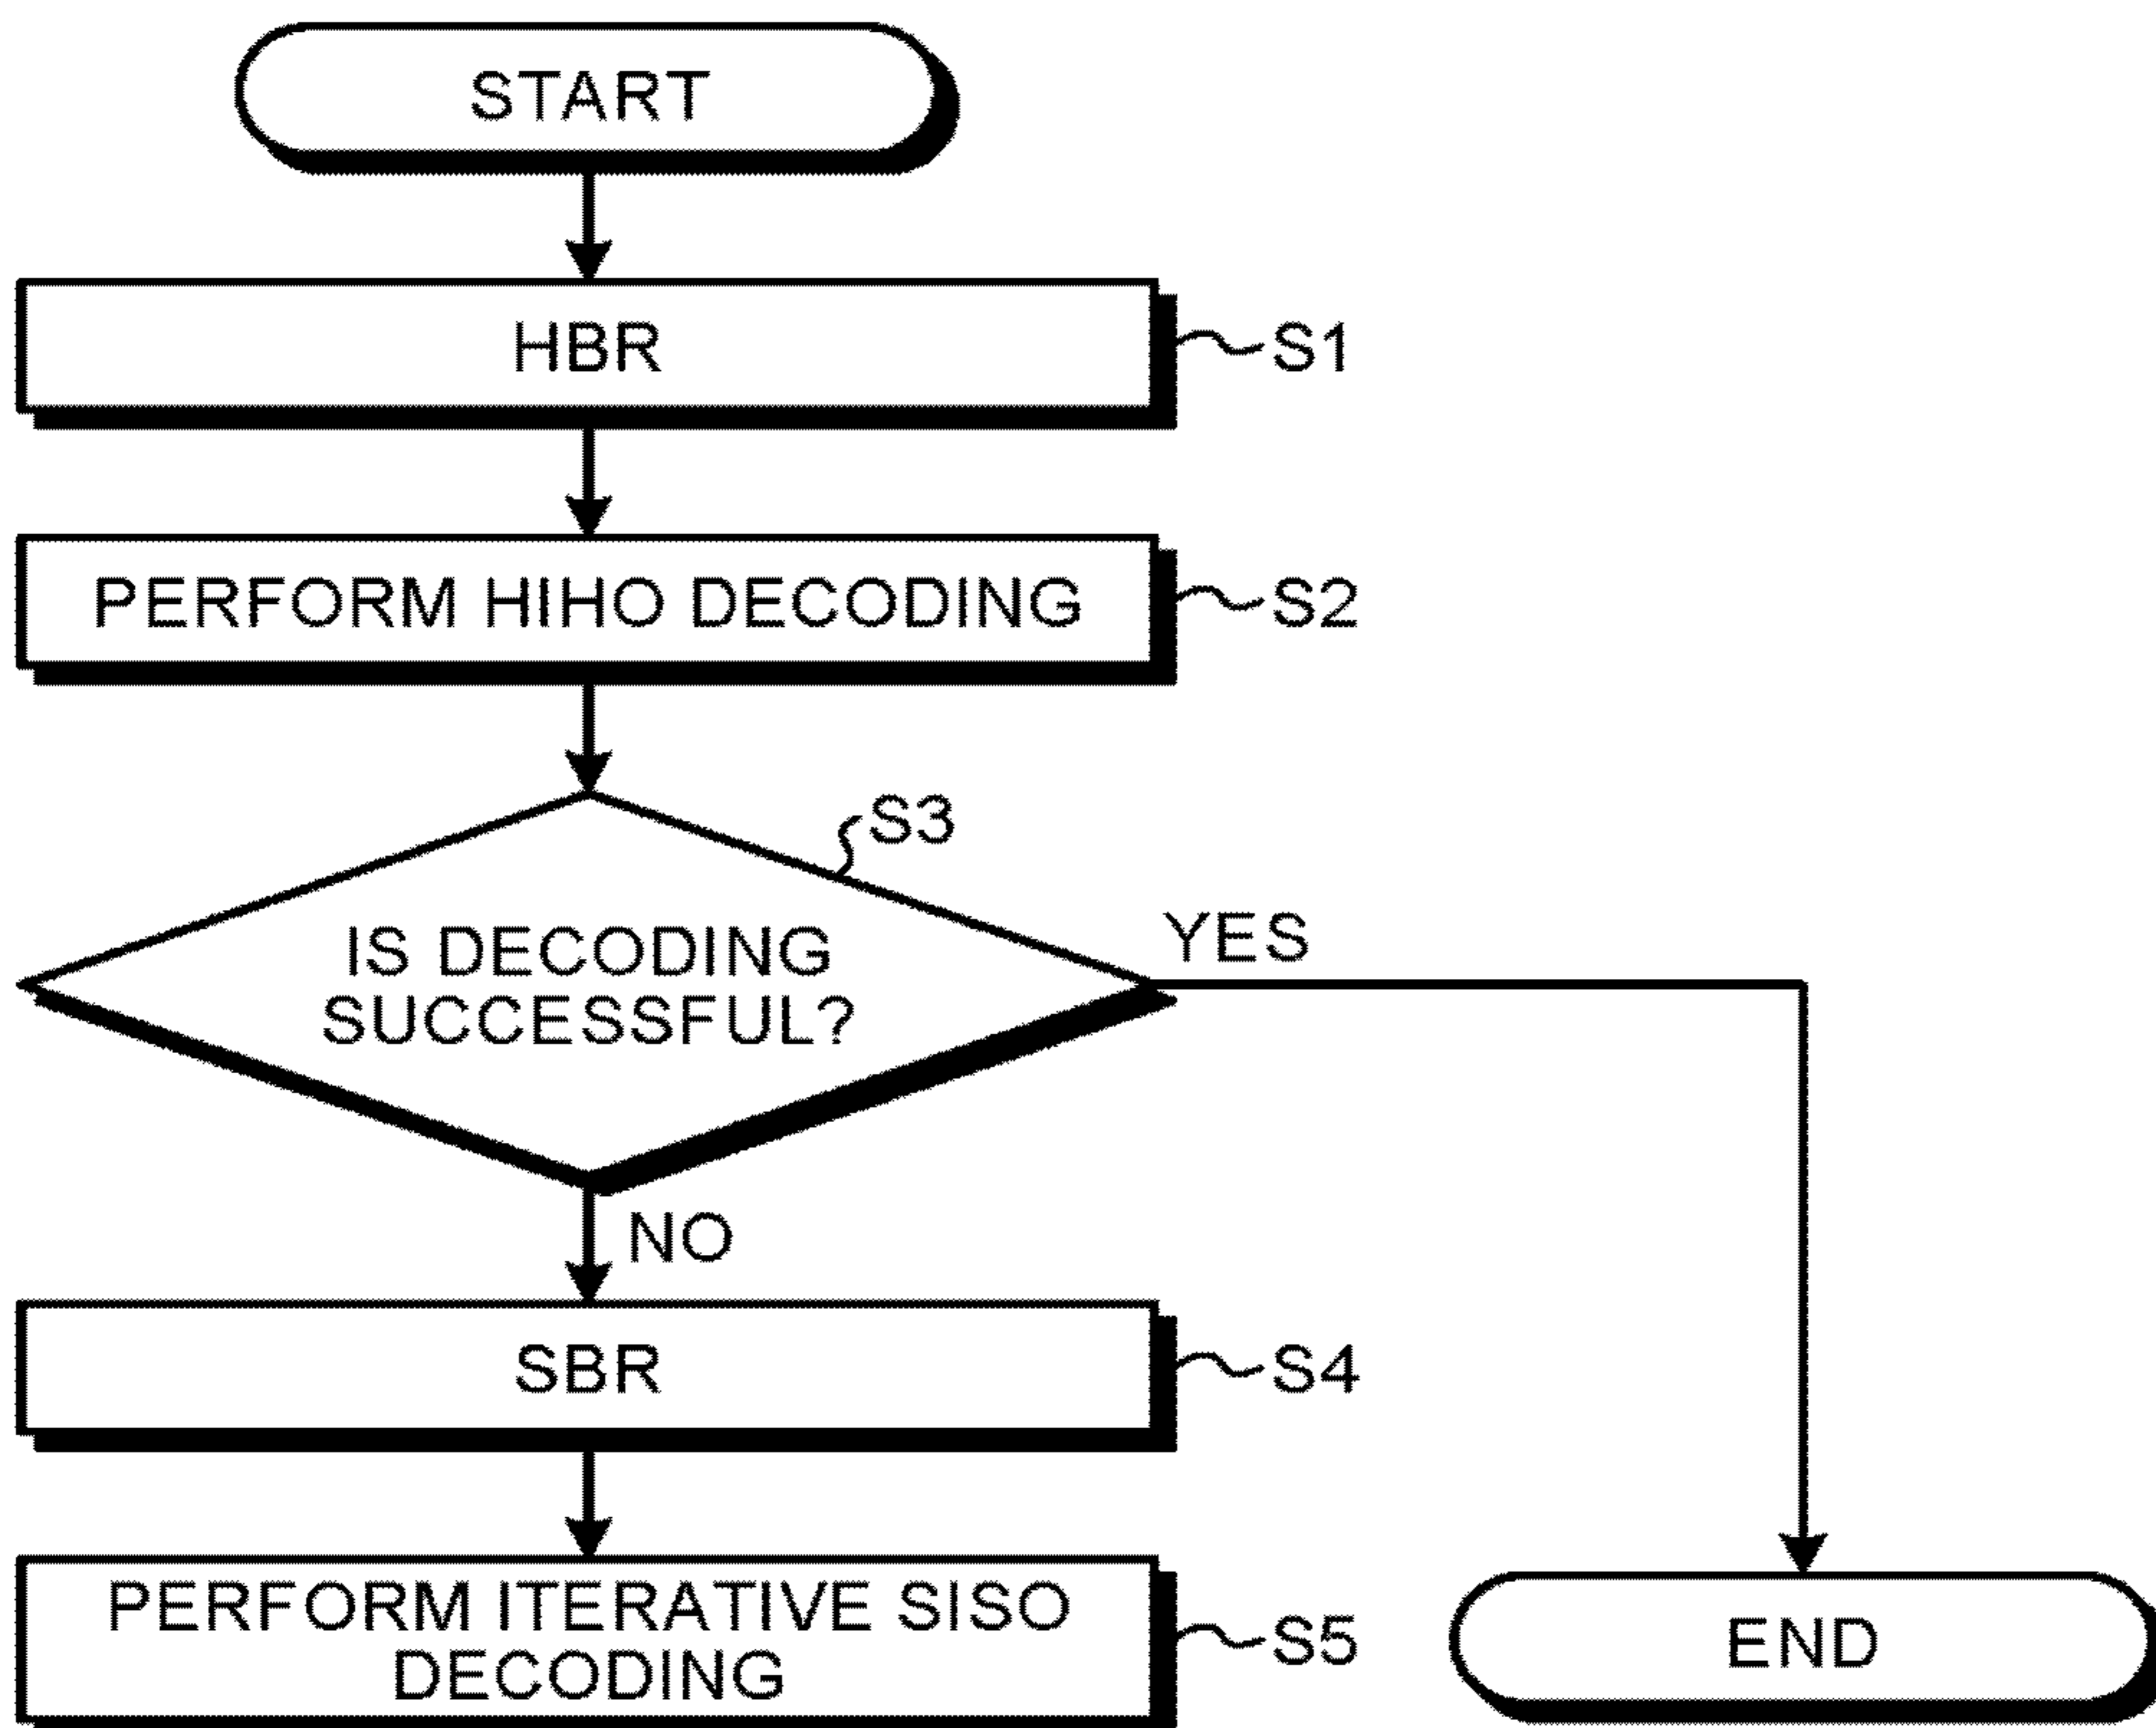 START
HBR
S1
PERFORM HIHO DECODING
S2
S3
IS DECODING
SUCCESSFUL?
YES
NO
SBR
S4
PERFORM ITERATIVE SISO
DECODING
S5
END